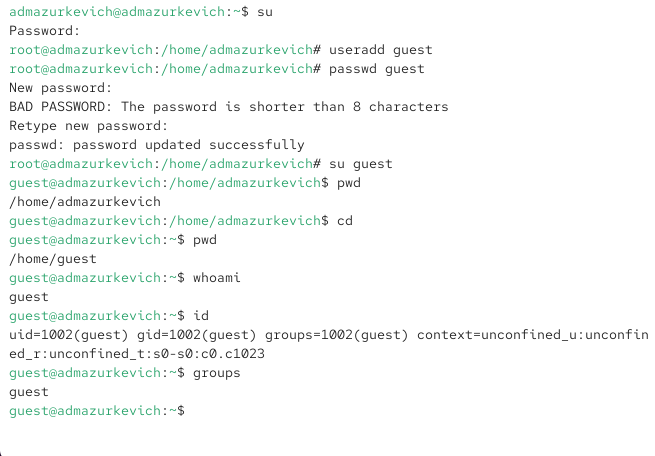 admazurkevich@admazurkevich:~$ su
Password:
root@admazurkevich:/home/admazurkevich# useradd guest
root@admazurkevich:/home/admazurkevich# passwd guest
New password:
BAD PASSWORD: The password is shorter than 8 characters
Retype new password:
passwd: password updated successfully
root@admazurkevich:/home/admazurkevich# su guest
guest@admazurkevich:/home/admazurkevich$ pwd
/home/admazurkevich
guest@admazurkevich:/home/admazurkevich$ cd
guest@admazurkevich:~$ pwd
/home/guest
guest@admazurkevich:~$ whoami
guest
guest@admazurkevich:~$ id
uid=1002(guest) gid=1002(guest) groups=1002(guest) context=unconfined_u:unconfin
ed_r:unconfined_t:s0-s0:c0.c1023
guest@admazurkevich:~$ groups
guest
guest@admazurkevich:~$